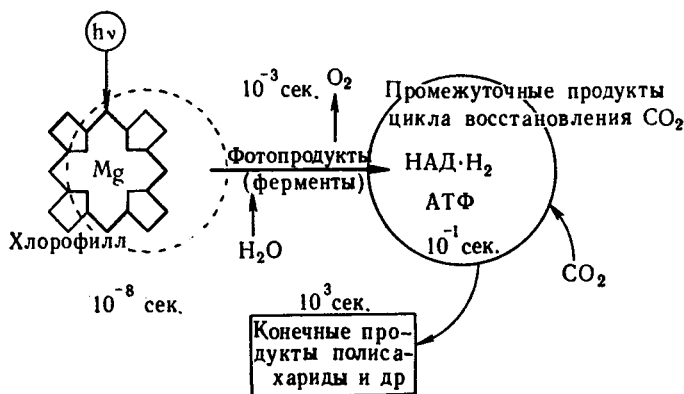 hν
10⁻³ сек.
O₂
Промежуточные продукты
цикла восстановления CO₂
Mg
Фотопродукты
(ферменты)
НАД·H₂
АТФ
10⁻¹ сек.
Хлорофилл
H₂O
CO₂
10⁻⁸ сек.
10³ сек.
Конечные про-
дукты полиса-
хариды и др